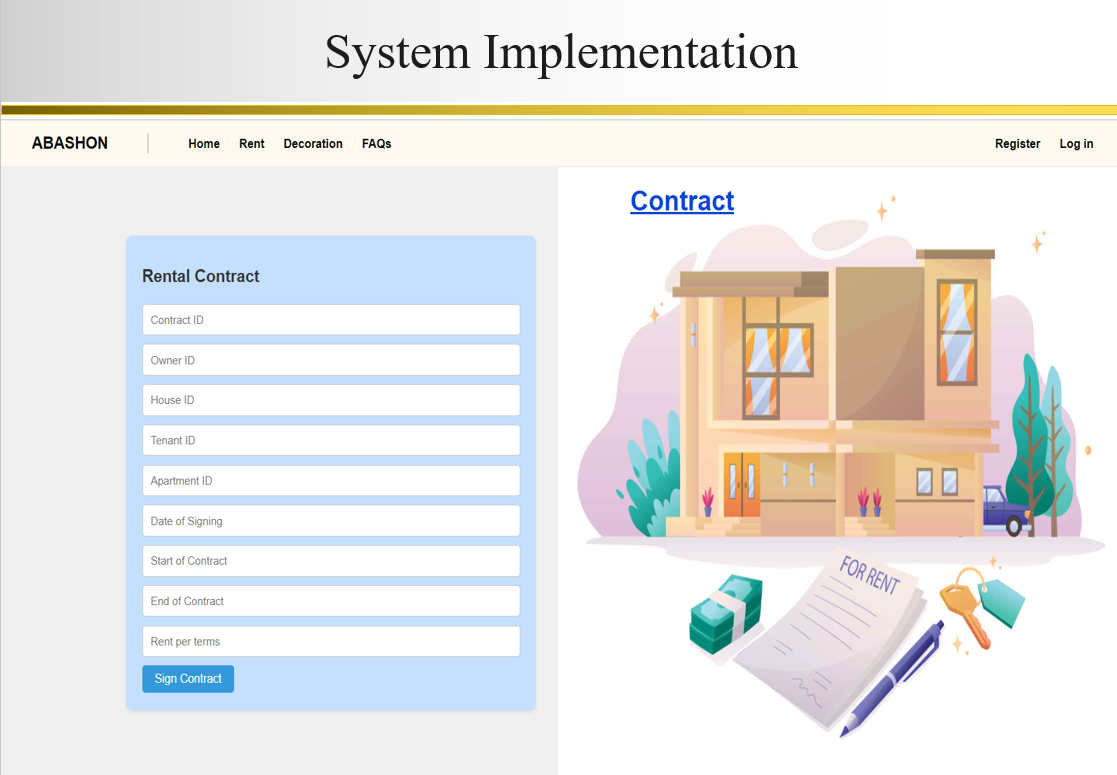 System Implementation
ABASHON Home Rent Decoration FAQs Register Log in
Contract
Rental Contract
Contract ID
Owner ID
House ID
Tenant ID
Apartment ID
Date of Signing
Start of Contract
End of Contract
Rent per terms
Sign Contract
FOR RENT